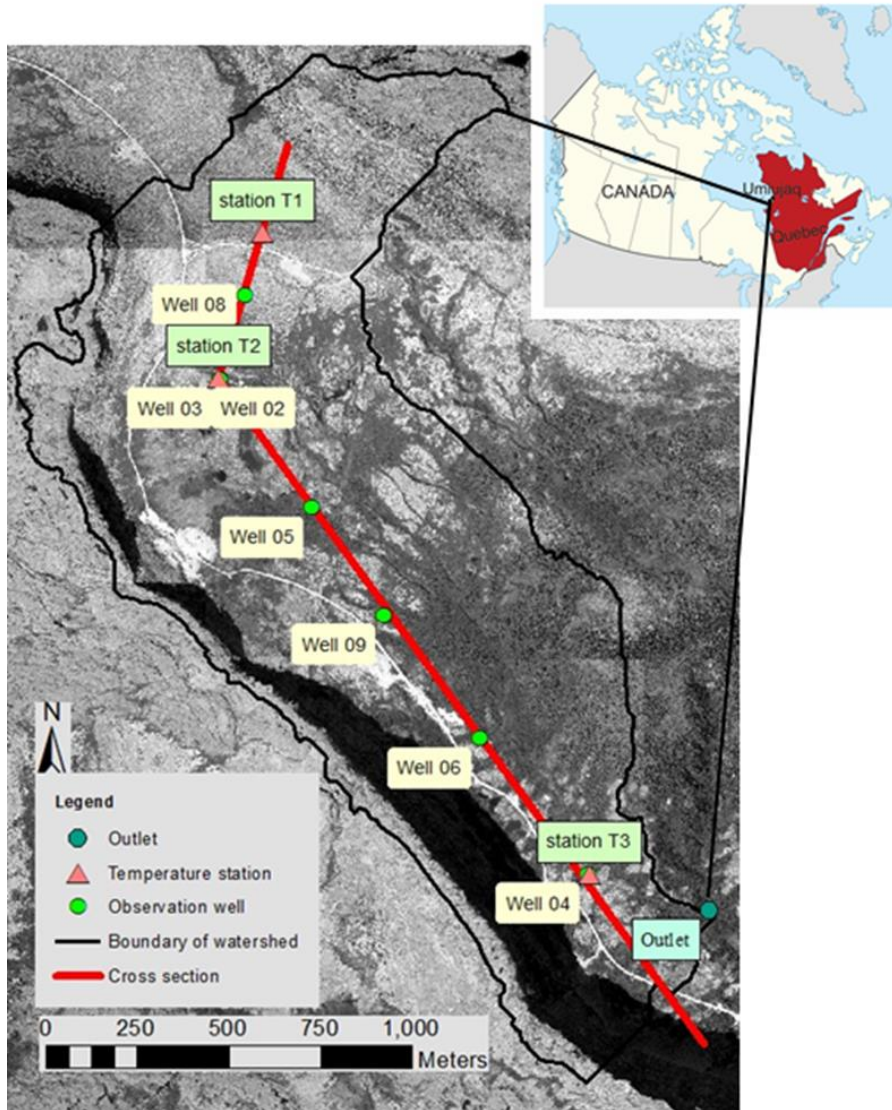 CANADA
Umiujaq
Quebec
station T1
Well 08
station T2
Well 03
Well 02
Well 05
Well 09
Well 06
station T3
Well 04
Outlet
N
Legend
Outlet
Temperature station
Observation well
Boundary of watershed
Cross section
0 250 500 750 1,000
Meters